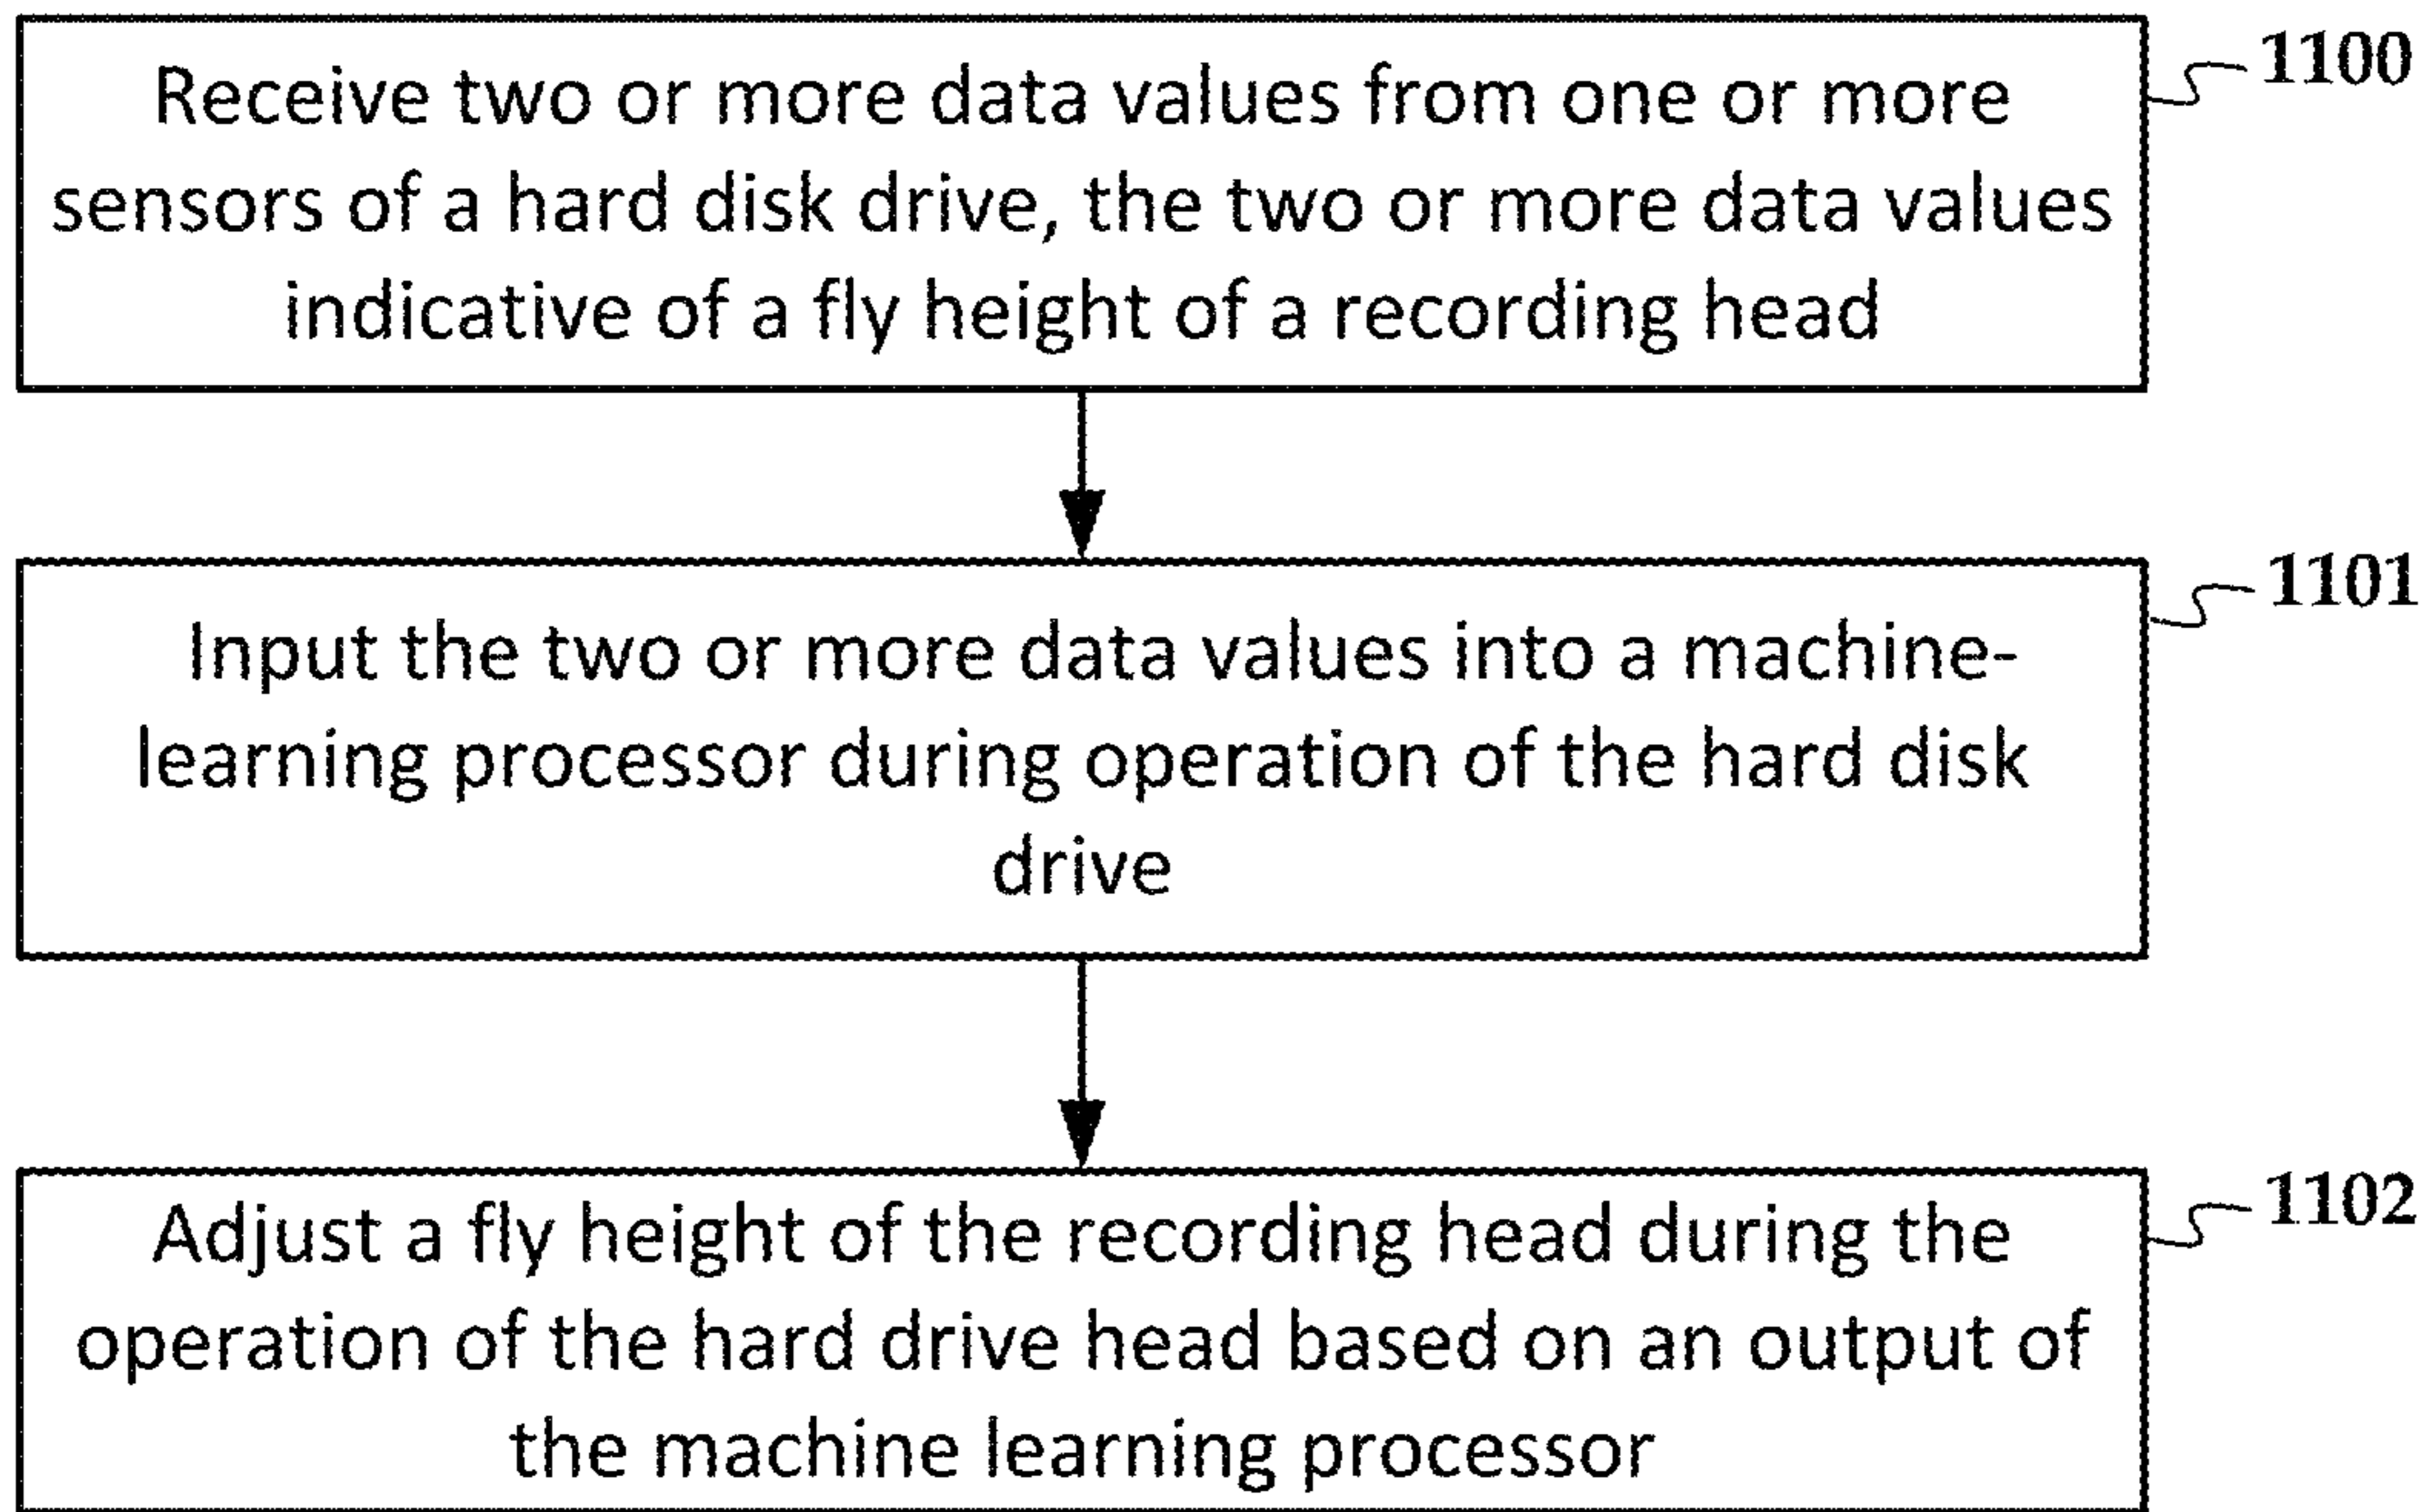 Receive two or more data values from one or more
sensors of a hard disk drive, the two or more data values
indicative of a fly height of a recording head
1100
Input the two or more data values into a machine-
learning processor during operation of the hard disk
drive
1101
Adjust a fly height of the recording head during the
operation of the hard drive head based on an output of
the machine learning processor
1102